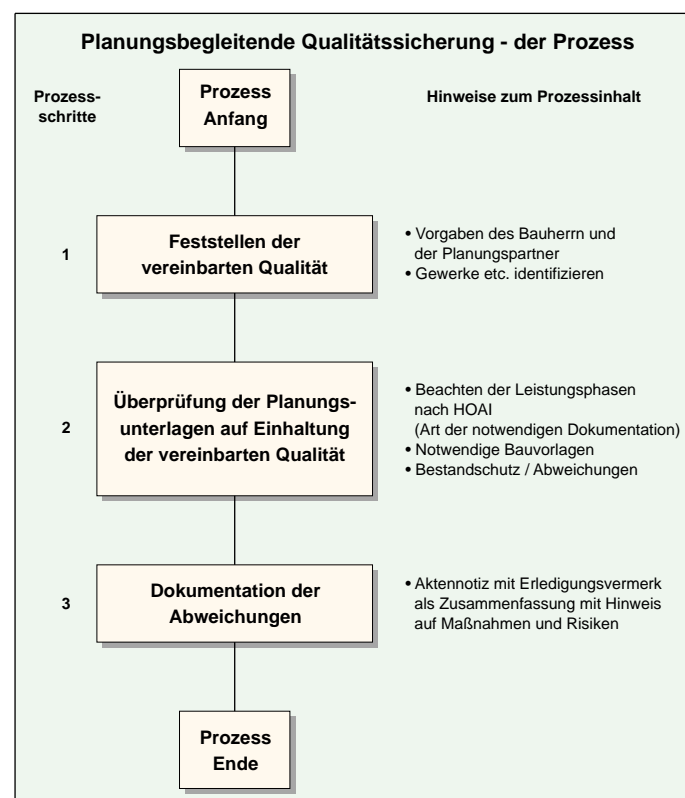 Planungsbegleitende Qualitätssicherung - der Prozess
Prozess-
schritte
Prozess
Anfang
Hinweise zum Prozessinhalt
1
Feststellen der
vereinbarten Qualität
• Vorgaben des Bauherrn und
der Planungspartner
• Gewerke etc. identifizieren
2
Überprüfung der Planungs-
unterlagen auf Einhaltung
der vereinbarten Qualität
• Beachten der Leistungsphasen
nach HOAI
(Art der notwendigen Dokumentation)
• Notwendige Bauvorlagen
• Bestandschutz / Abweichungen
3
Dokumentation der
Abweichungen
• Aktennotiz mit Erledigungsvermerk
als Zusammenfassung mit Hinweis
auf Maßnahmen und Risiken
Prozess
Ende